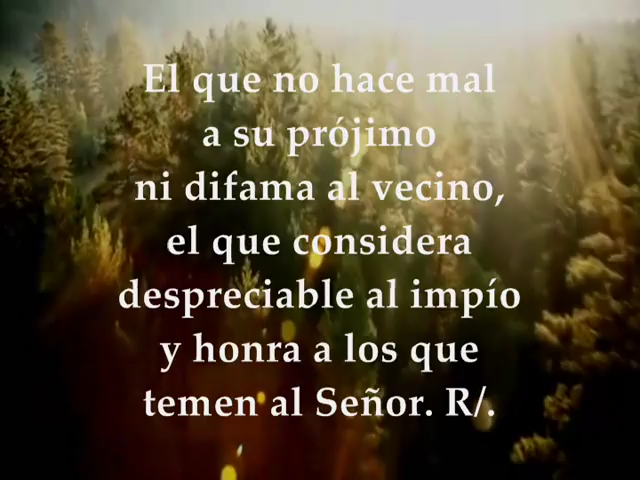 El que no hace mal
a su prójimo
ni difama al vecino,
el que considera
despreciable al impío
y honra a los que
temen al Señor. R/.